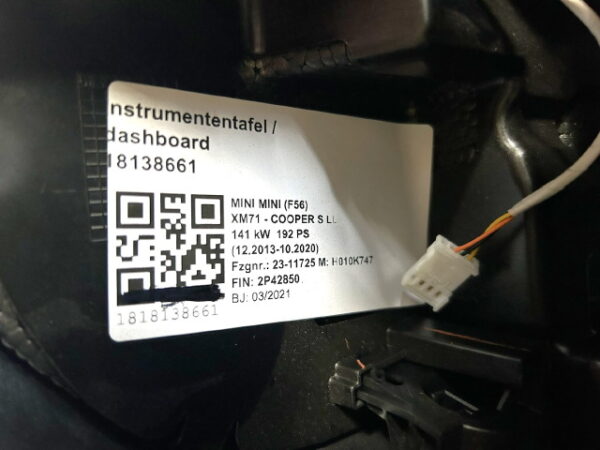 nstrumententafel /
dashboard
18138661
MINI MINI (F56)
XM71 - COOPER S LE
141 kW 192 PS
(12.2013-10.2020)
Fzgnr.: 23-11725 M: H010K747
FIN: 2P42850
BJ: 03/2021
1818138661